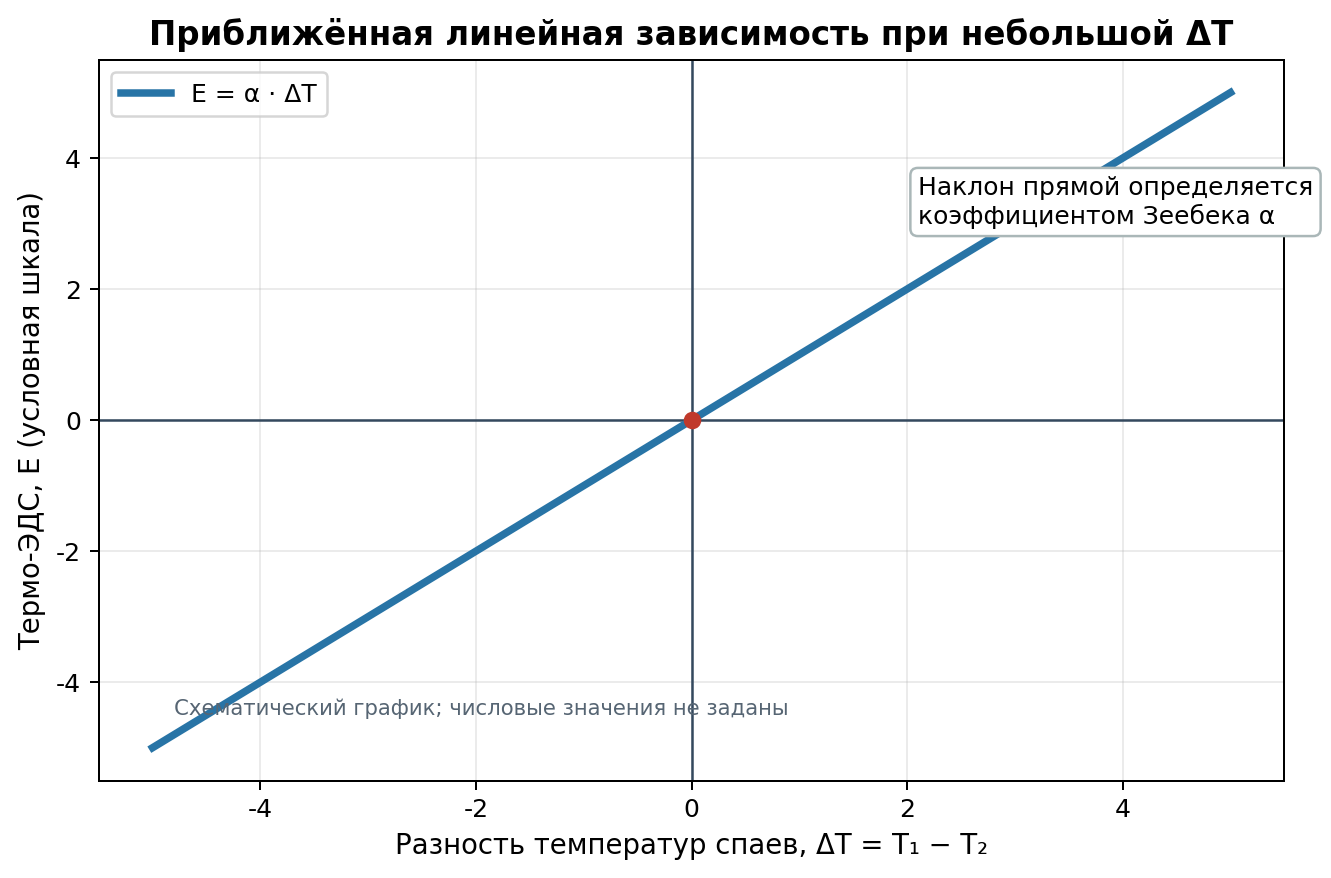 Приближённая линейная зависимость при небольшой ΔT
E = α · ΔT
Наклон прямой определяется
коэффициентом Зеебека α
Термо-ЭДС, E (условная шкала)
4
2
0
-2
-4
Схематический график; числовые значения не заданы
-4
-2
0
2
4
Разность температур спаев, ΔT = T₁ − T₂